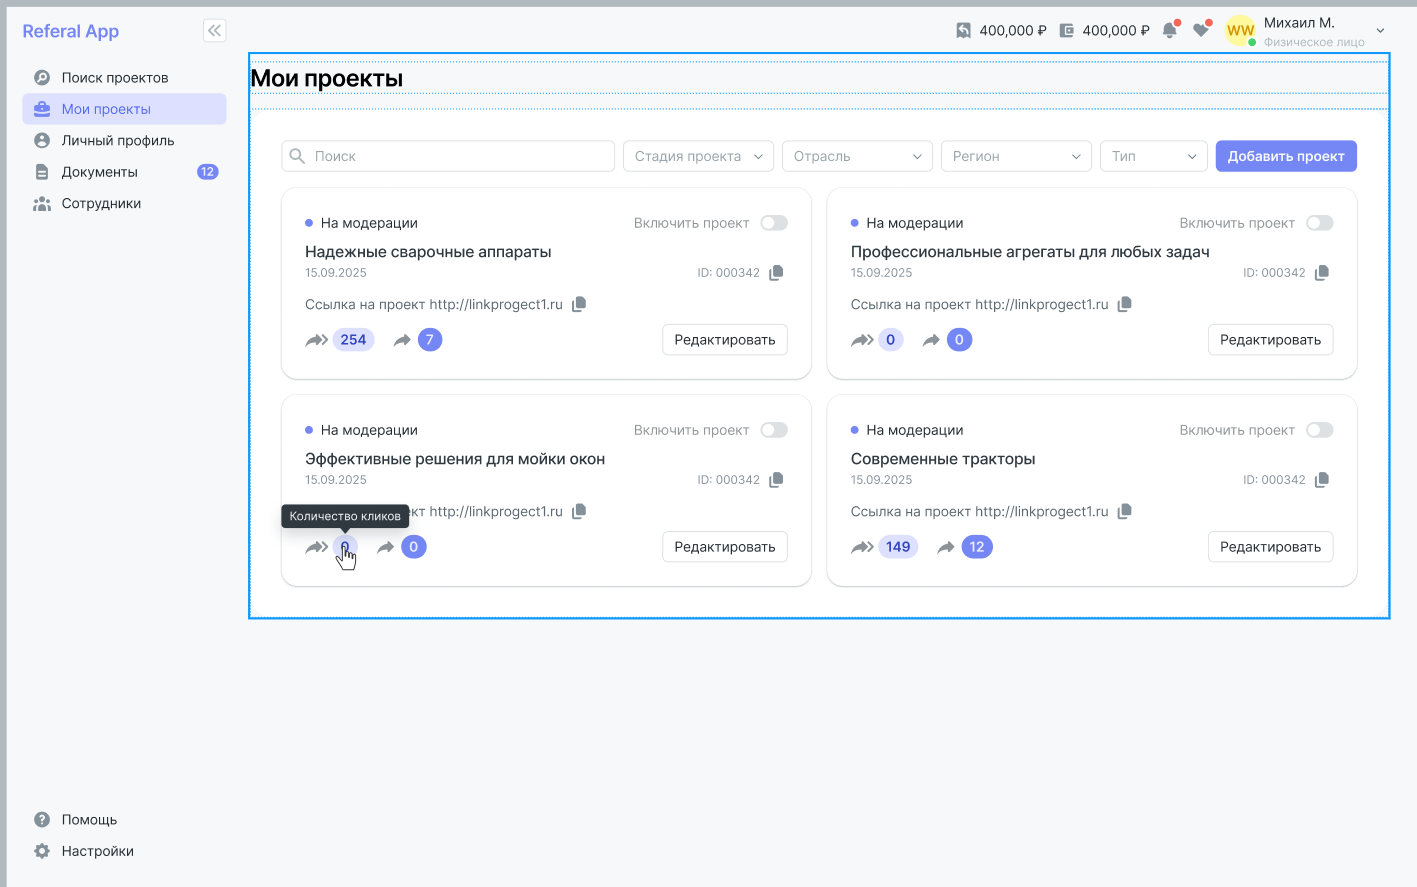 Referal App
400,000 ₽
400,000 ₽
WW
Михаил М.
Физическое лицо
Поиск проектов
Мои проекты
Личный профиль
Документы
12
Сотрудники
Помощь
Настройки
Мои проекты
Поиск
Стадия проекта
Отрасль
Регион
Тип
Добавить проект
На модерации
Включить проект
Надежные сварочные аппараты
15.09.2025
ID: 000342
Ссылка на проект http://linkprogect1.ru
254
7
Редактировать
На модерации
Включить проект
Профессиональные агрегаты для любых задач
15.09.2025
ID: 000342
Ссылка на проект http://linkprogect1.ru
0
0
Редактировать
На модерации
Включить проект
Эффективные решения для мойки окон
15.09.2025
ID: 000342
Количество кликов
ект http://linkprogect1.ru
0
0
Редактировать
На модерации
Включить проект
Современные тракторы
15.09.2025
ID: 000342
Ссылка на проект http://linkprogect1.ru
149
12
Редактировать